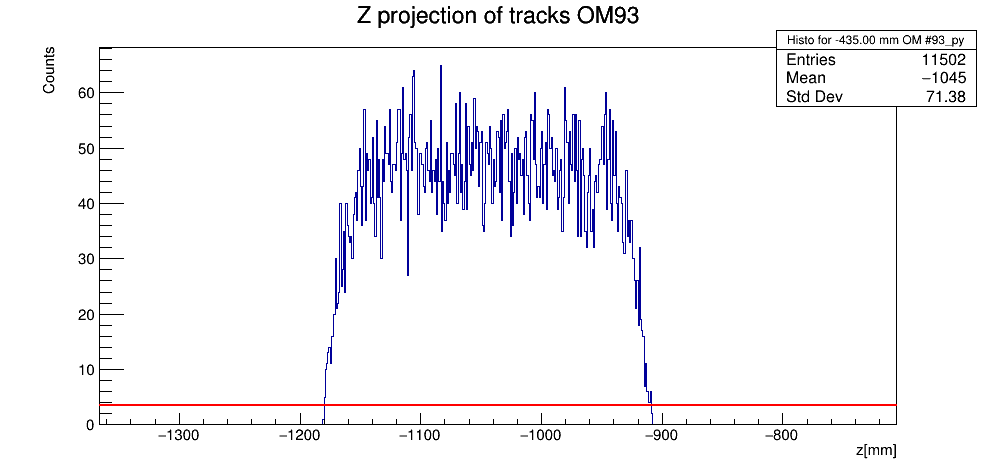 Z projection of tracks OM93
Histo for -435.00 mm OM #93_py
Entries 11502
Mean −1045
Std Dev 71.38
Counts
60
50
40
30
20
10
0
−1300 −1200 −1100 −1000 −900 −800
z[mm]